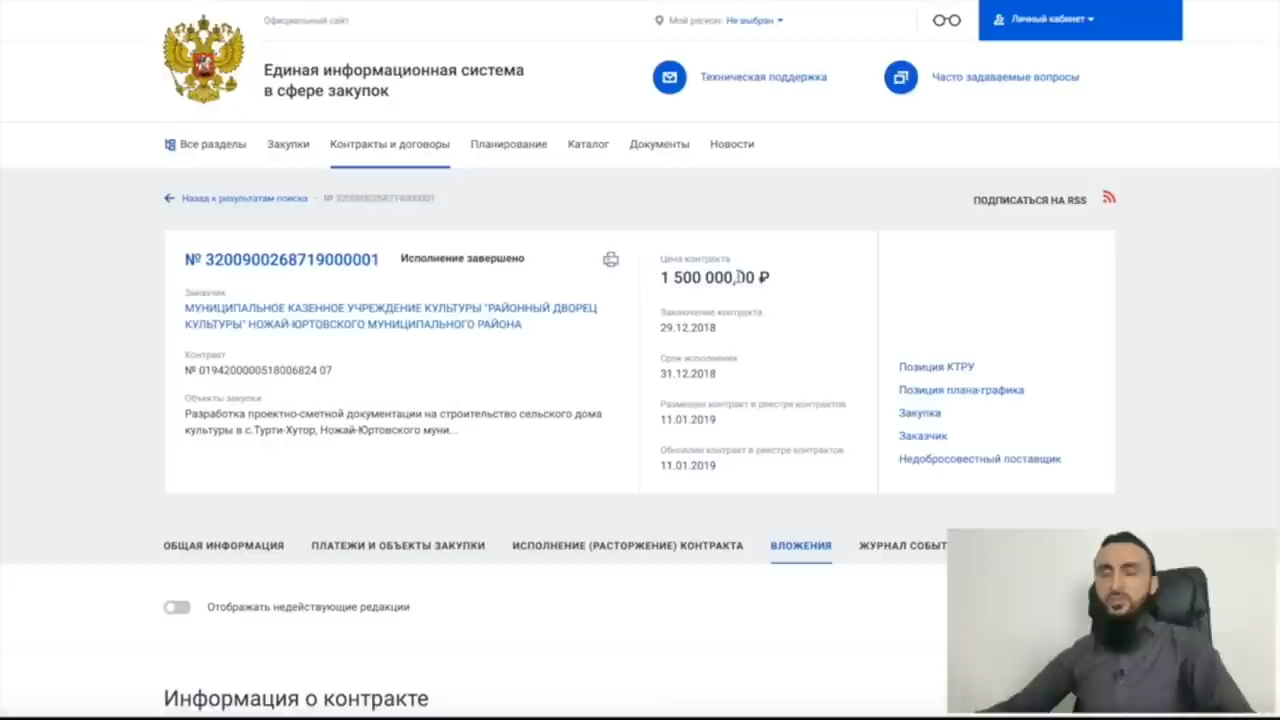 Официальный сайт
Мой регион: Не выбран
Личный кабинет
Единая информационная система
в сфере закупок
Техническая поддержка
Часто задаваемые вопросы
Все разделы
Закупки
Контракты и договоры
Планирование
Каталог
Документы
Новости
Назад к результатам поиска
№ 3200900268719000001
ПОДПИСАТЬСЯ НА RSS
№ 3200900268719000001
Исполнение завершено
Заказчик
МУНИЦИПАЛЬНОЕ КАЗЕННОЕ УЧРЕЖДЕНИЕ КУЛЬТУРЫ "РАЙОННЫЙ ДВОРЕЦ
КУЛЬТУРЫ" НОЖАЙ-ЮРТОВСКОГО МУНИЦИПАЛЬНОГО РАЙОНА
Контракт
№ 0194200000518006824 07
Объекты закупки
Разработка проектно-сметной документации на строительство сельского дома
культуры в с.Турти-Хутор, Ножай-Юртовского муни...
Цена контракта
1 500 000,00 ₽
Заключение контракта
29.12.2018
Срок исполнения
31.12.2018
Размещен контракт в реестре контрактов
11.01.2019
Обновлен контракт в реестре контрактов
11.01.2019
Позиция КТРУ
Позиция плана-графика
Закупка
Заказчик
Недобросовестный поставщик
ОБЩАЯ ИНФОРМАЦИЯ
ПЛАТЕЖИ И ОБЪЕКТЫ ЗАКУПКИ
ИСПОЛНЕНИЕ (РАСТОРЖЕНИЕ) КОНТРАКТА
ВЛОЖЕНИЯ
ЖУРНАЛ СОБЫТ
Отображать недействующие редакции
Информация о контракте